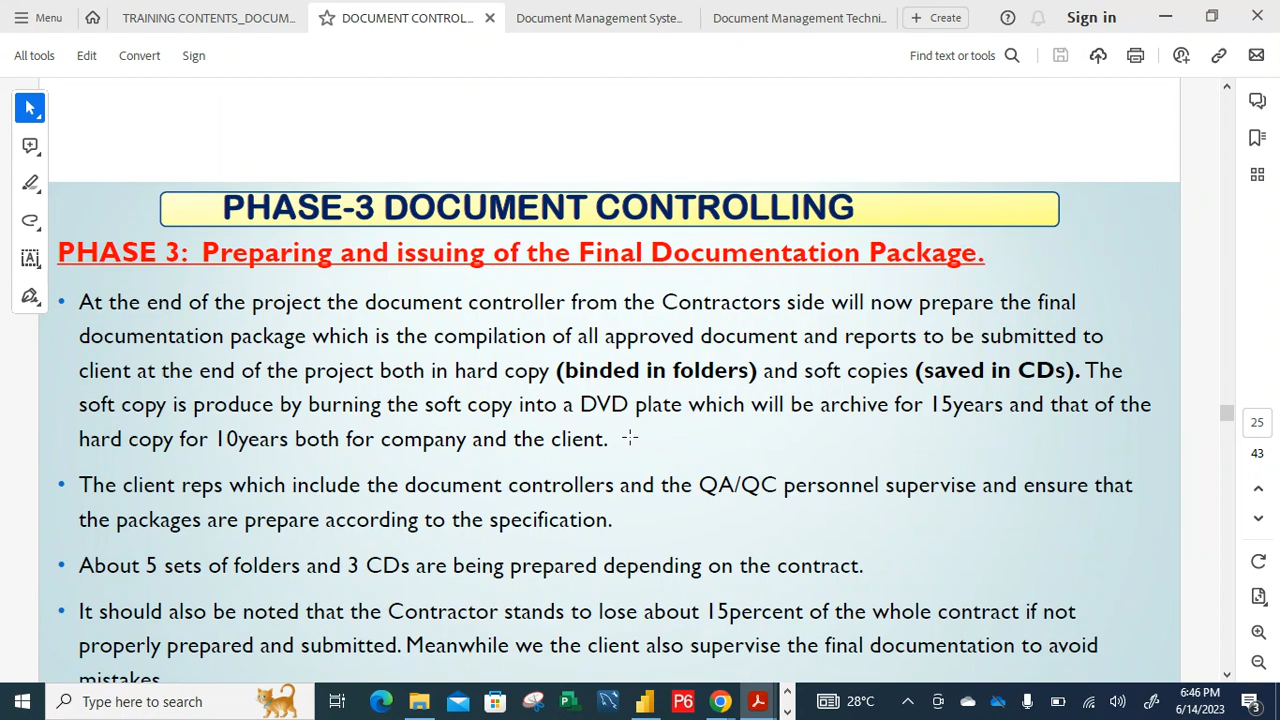 Menu
TRAINING CONTENTS_DOCUM...
DOCUMENT CONTROL...
Document Management Syste...
Document Management Techni...
Create
Sign in
All tools
Edit
Convert
Sign
Find text or tools
PHASE-3 DOCUMENT CONTROLLING
PHASE 3:  Preparing and issuing of the Final Documentation Package.
• At the end of the project the document controller from the Contractors side will now prepare the final
documentation package which is the compilation of all approved document and reports to be submitted to
client at the end of the project both in hard copy (binded in folders) and soft copies (saved in CDs). The
soft copy is produce by burning the soft copy into a DVD plate which will be archive for 15years and that of the
hard copy for 10years both for company and the client.
• The client reps which include the document controllers and the QA/QC personnel supervise and ensure that
the packages are prepare according to the specification.
• About 5 sets of folders and 3 CDs are being prepared depending on the contract.
• It should also be noted that the Contractor stands to lose about 15percent of the whole contract if not
properly prepared and submitted. Meanwhile we the client also supervise the final documentation to avoid
mistakes
25
43
Type here to search
P6
28°C
6:46 PM
6/14/2023
3